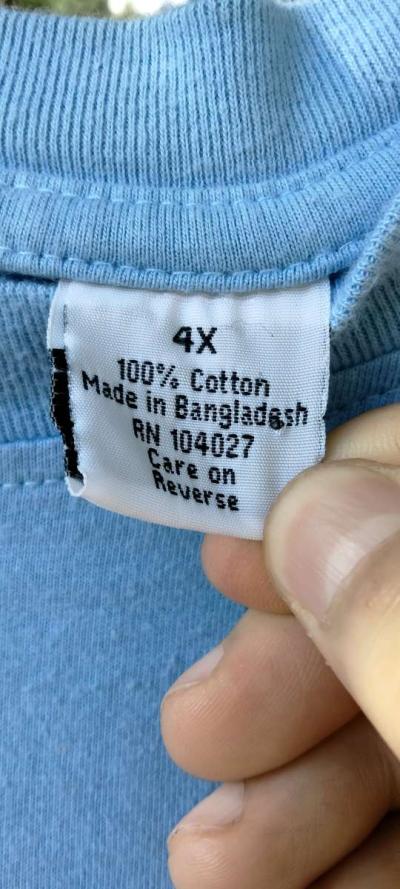 4X
100% Cotton
Made in Bangladesh
RN 104027
Care on
Reverse